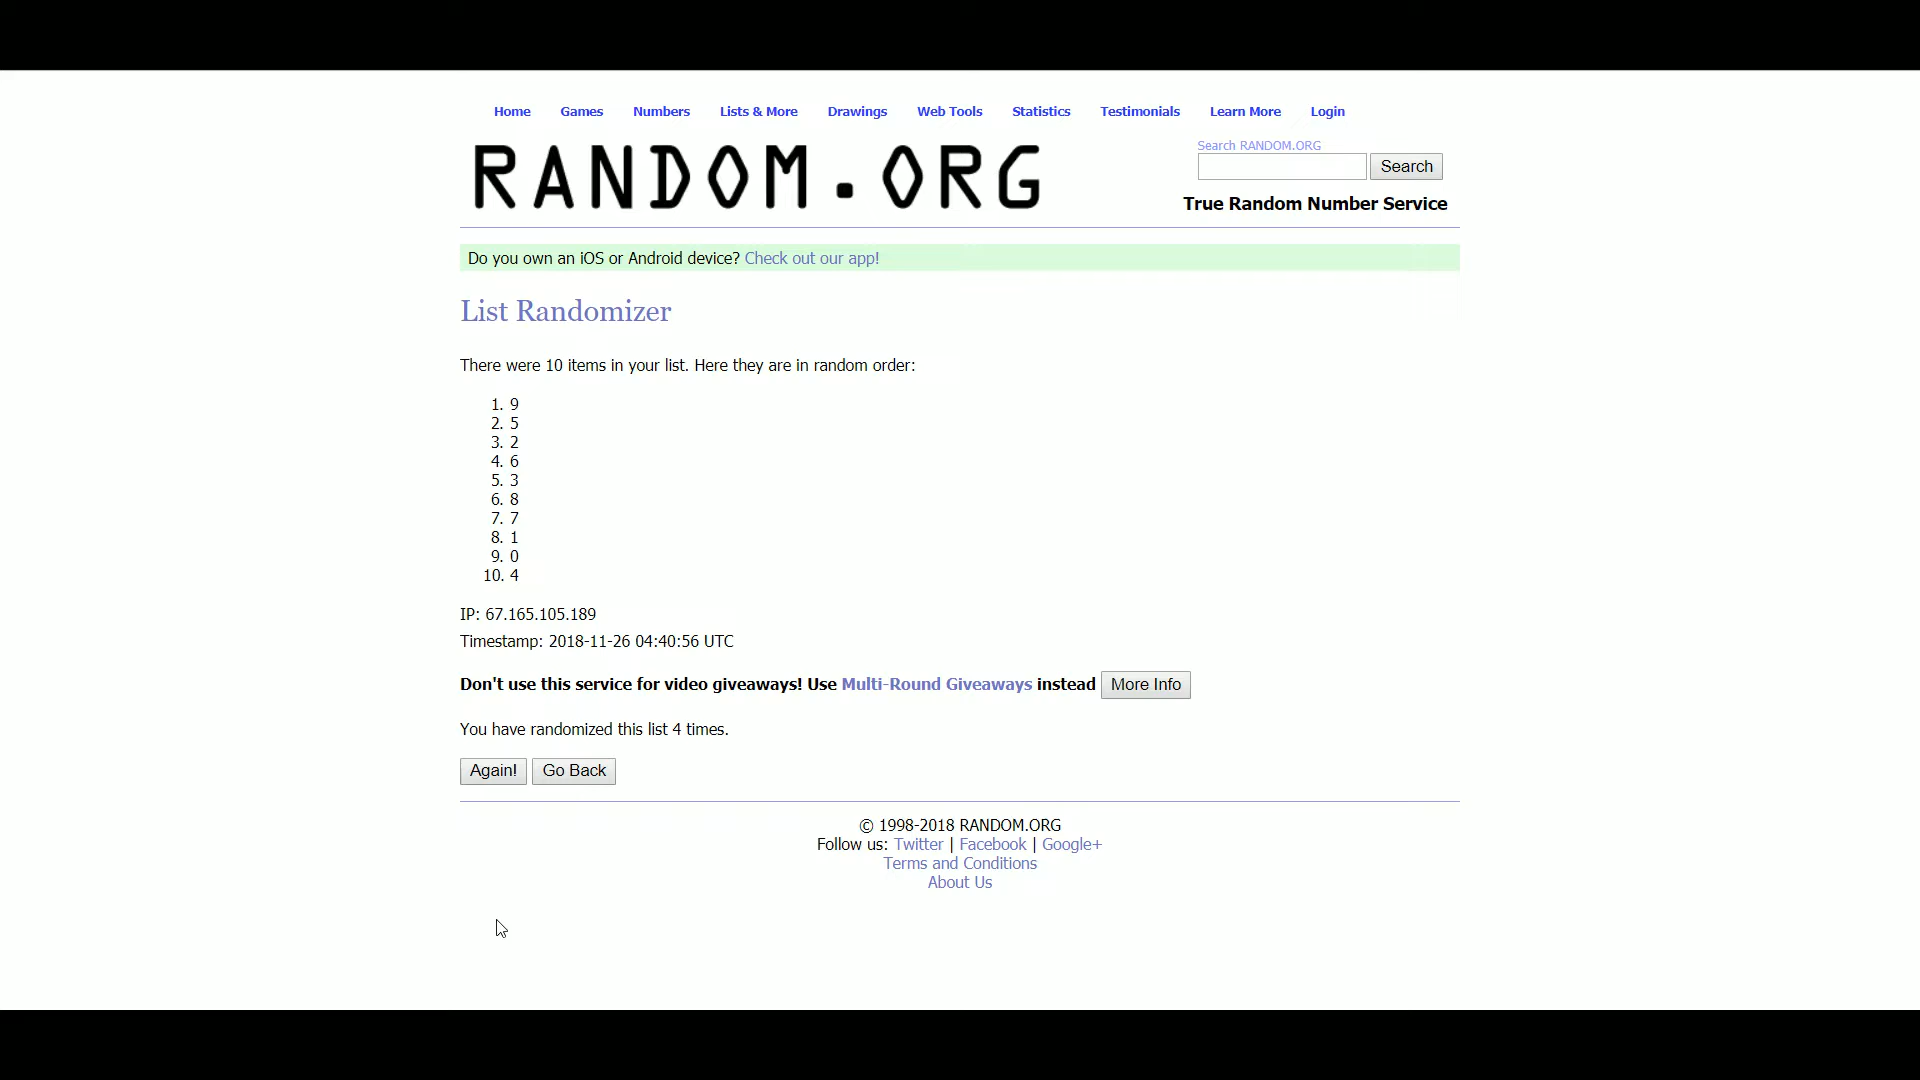 Home Games Numbers Lists & More Drawings Web Tools Statistics Testimonials Learn More Login
RANDOM.ORG
Search RANDOM.ORG
Search
True Random Number Service
Do you own an iOS or Android device? Check out our app!
List Randomizer
There were 10 items in your list. Here they are in random order:
1. 9
2. 5
3. 2
4. 6
5. 3
6. 8
7. 7
8. 1
9. 0
10. 4
IP: 67.165.105.189
Timestamp: 2018-11-26 04:40:56 UTC
Don't use this service for video giveaways! Use Multi-Round Giveaways instead More Info
You have randomized this list 4 times.
Again! Go Back
© 1998-2018 RANDOM.ORG
Follow us: Twitter | Facebook | Google+
Terms and Conditions
About Us